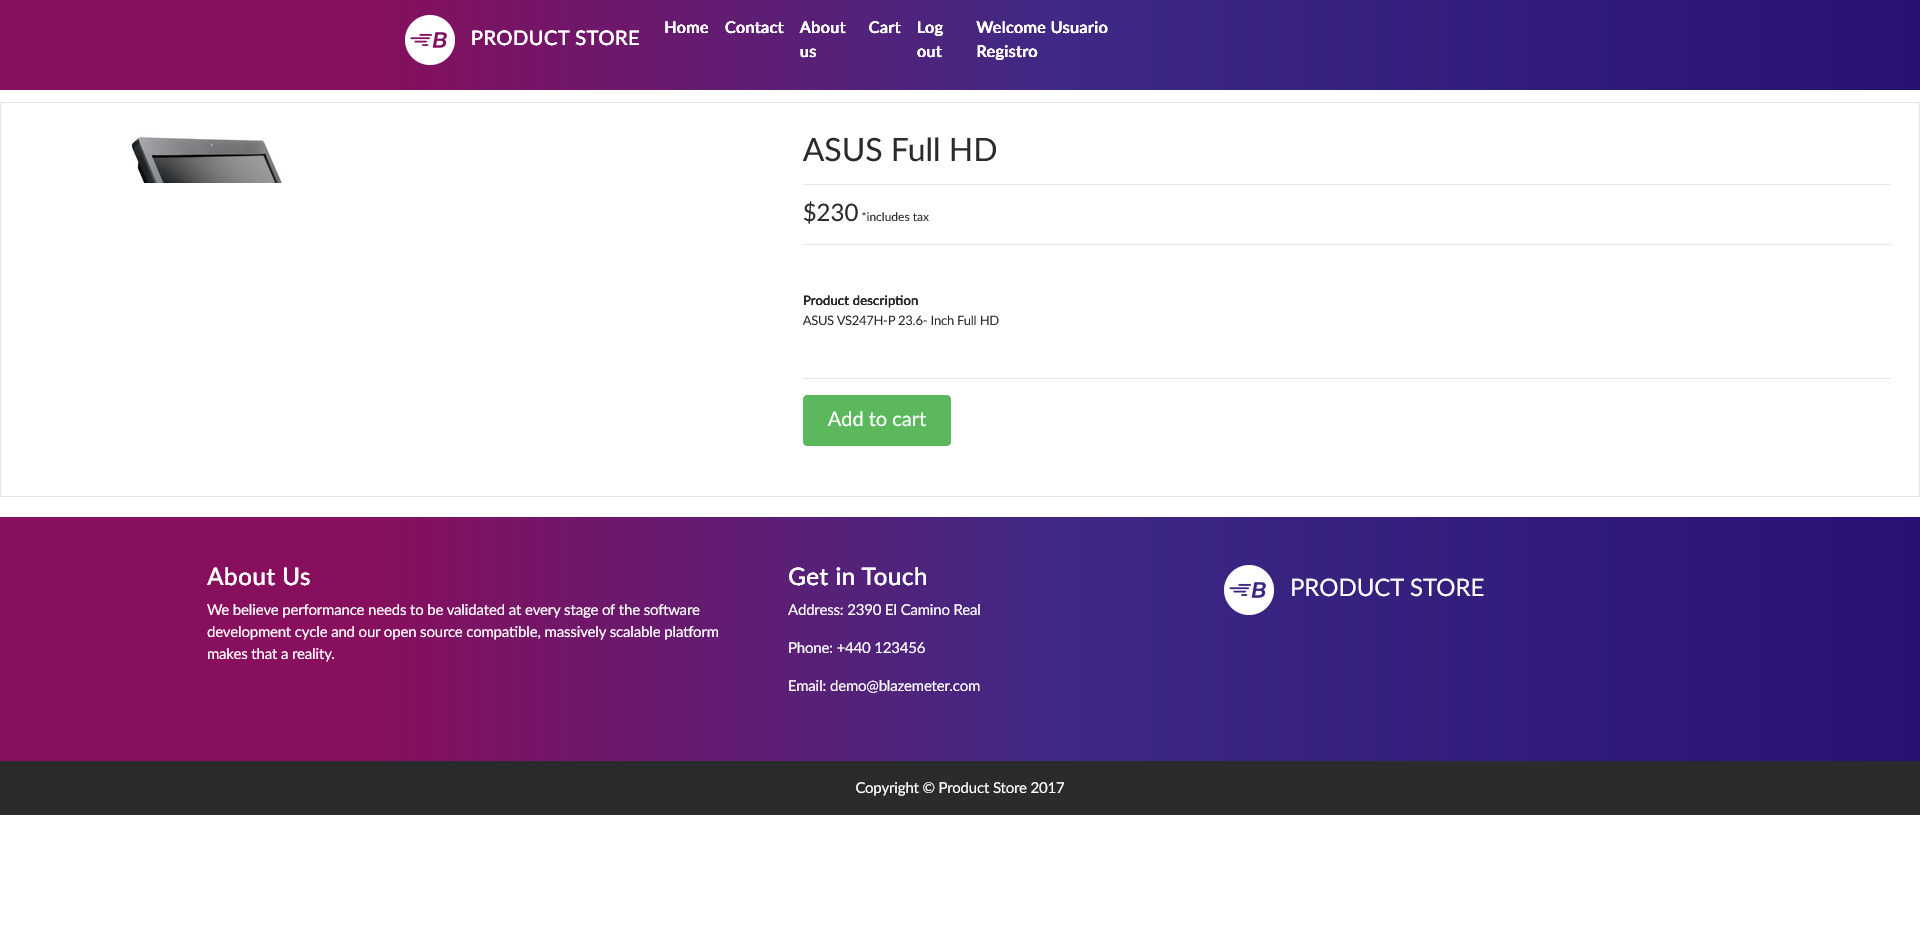 B PRODUCT STORE Home Contact About us Cart Log out Welcome Usuario Registro
ASUS Full HD
$230 *includes tax
Product description
ASUS VS247H-P 23.6- Inch Full HD
Add to cart
About Us
We believe performance needs to be validated at every stage of the software
development cycle and our open source compatible, massively scalable platform
makes that a reality.
Get in Touch
Address: 2390 El Camino Real
Phone: +440 123456
Email: demo@blazemeter.com
B PRODUCT STORE
Copyright © Product Store 2017